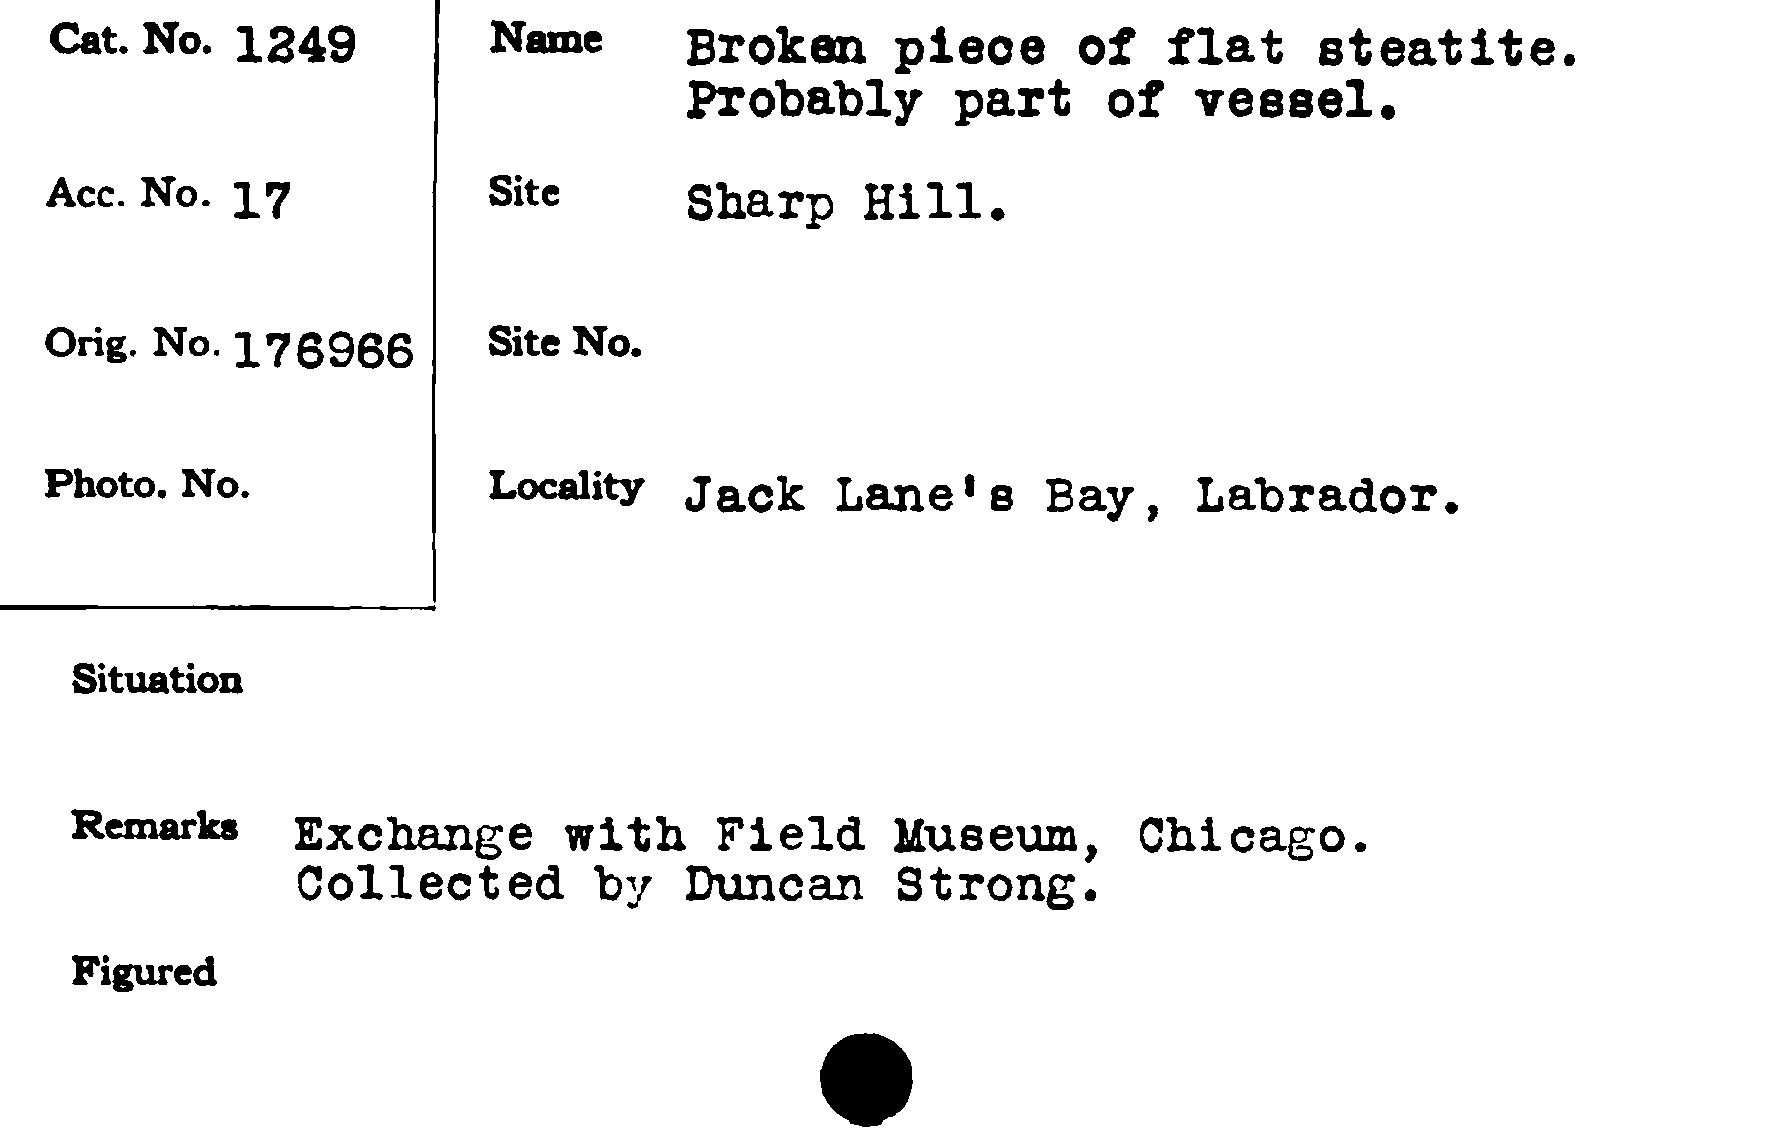 Cat. No. 1249
Name Broken piece of flat steatite.
Probably part of vessel.
Acc. No. 17
Site Sharp Hill.
Orig. No. 176966
Site No.
Photo. No.
Locality Jack Lane's Bay, Labrador.
Situation
Remarks Exchange with Field Museum, Chicago.
Collected by Duncan Strong.
Figured